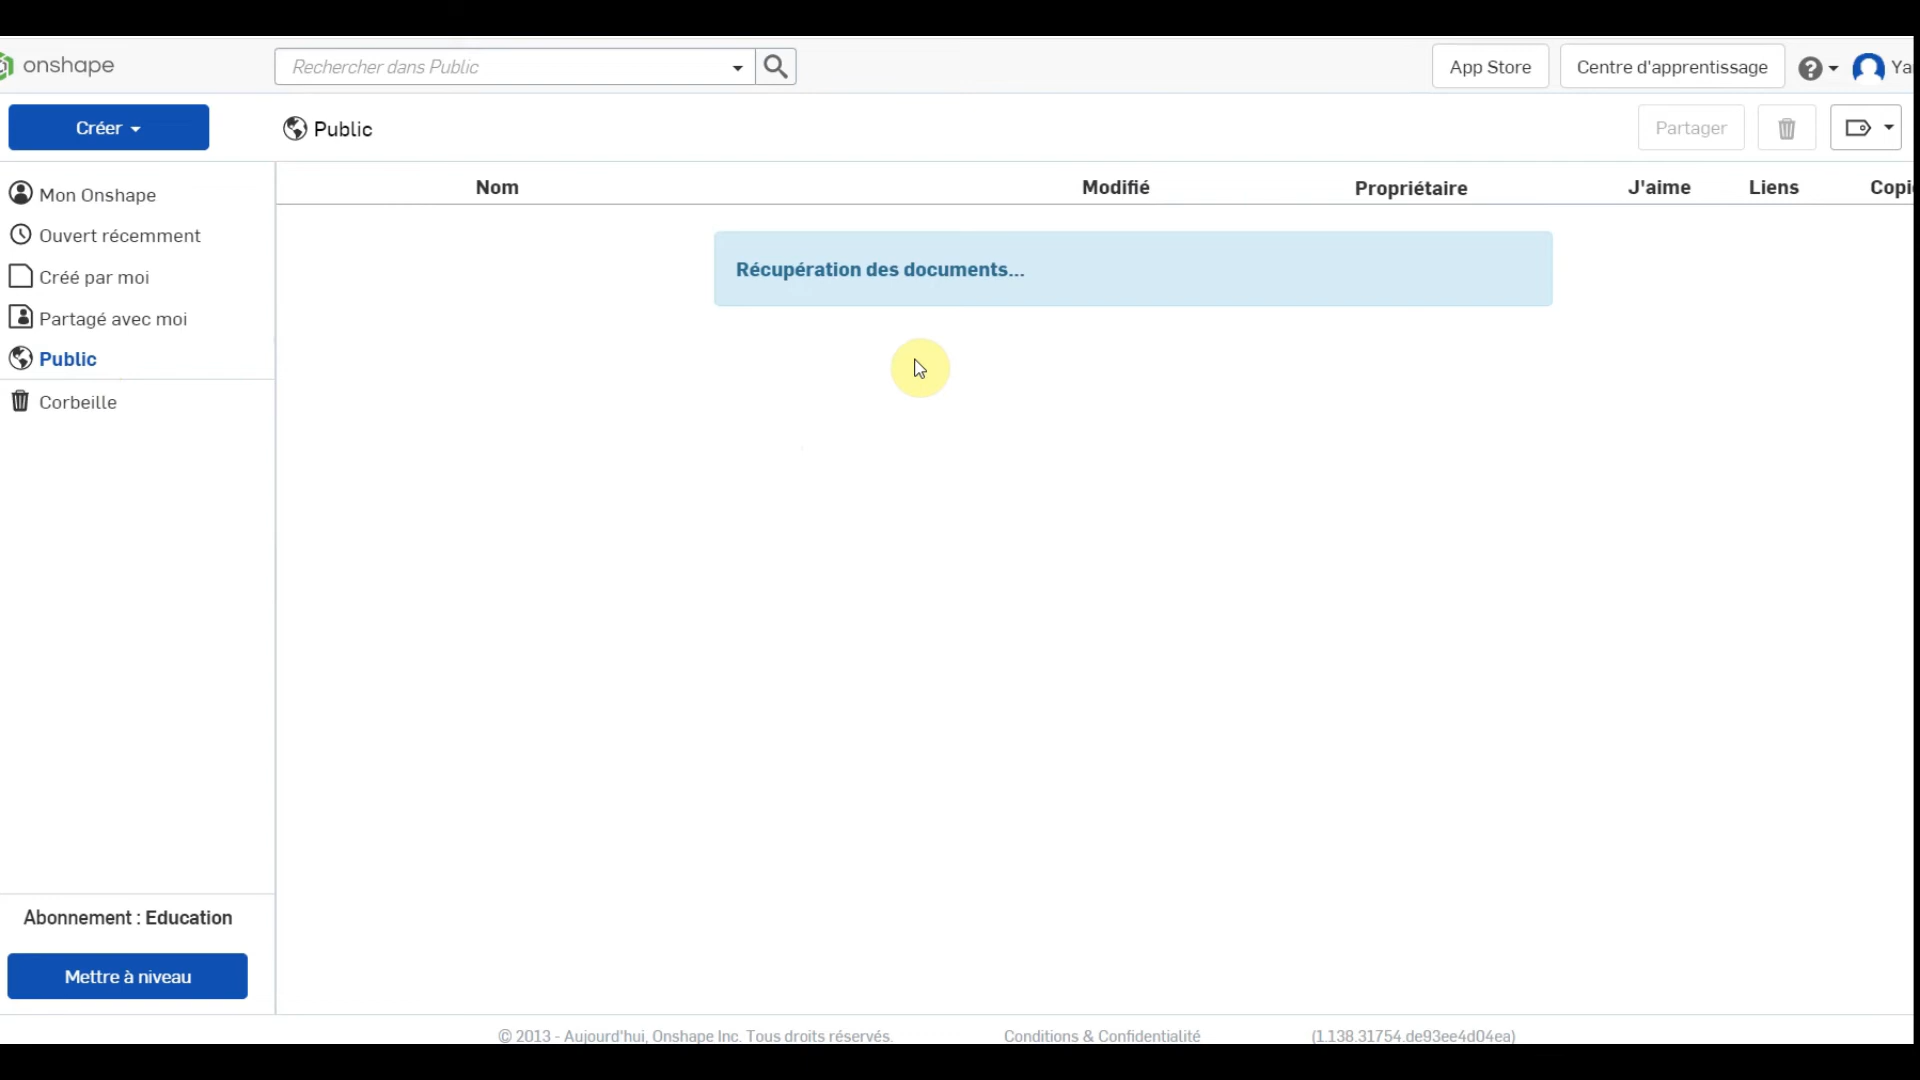 onshape
Rechercher dans Public
App Store
Centre d'apprentissage
Créer
Public
Partager
Mon Onshape
Ouvert récemment
Créé par moi
Partagé avec moi
Public
Corbeille
Nom
Modifié
Propriétaire
J'aime
Liens
Copi
Récupération des documents...
Abonnement : Education
Mettre à niveau
© 2013 - Aujourd'hui, Onshape Inc. Tous droits réservés.
Conditions & Confidentialité
(1.138.31754.de93ee4d04ea)